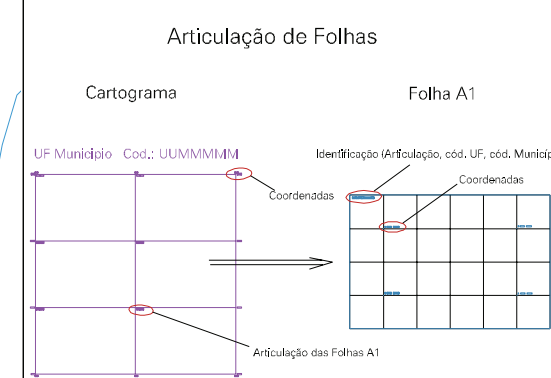 Articulação de Folhas
Cartograma
Folha A1
UF Municipio Cod.: UUMMMMM
Identificação (Articulação, cód. UF, cód. Municíp
Coordenadas
Coordenadas
Articulação das Folhas A1